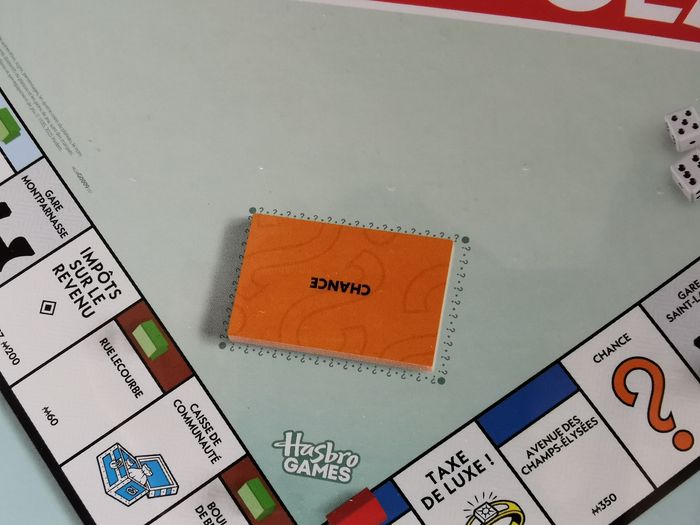 GARE
MONTPARNASSE
IMPÔTS
SUR LE
REVENU
M200
RUE LECOURBE
M60
CAISSE DE
COMMUNAUTÉ
CHANCE
Hasbro
GAMES
TAXE
DE LUXE !
AVENUE DES
CHAMPS-ÉLYSÉES
M350
CHANCE
?
GARE